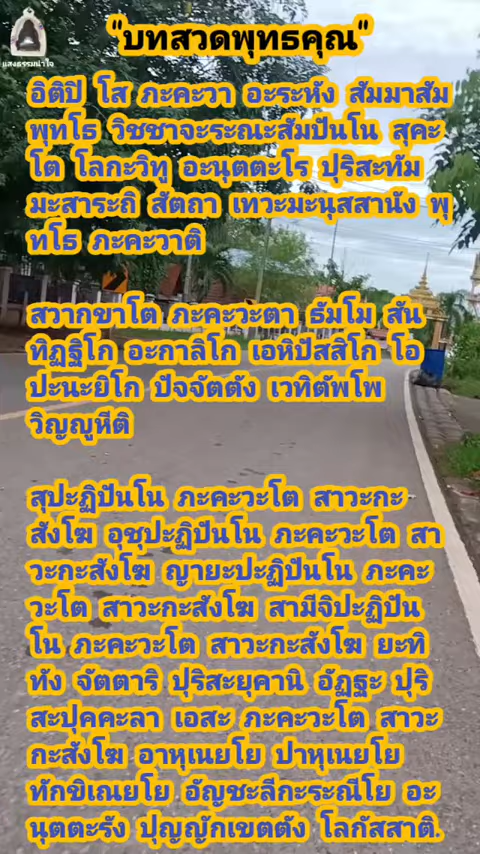 "บทสวดพุทธคุณ"
แสงธรรมนำใจ
อิติปิ โส ภะคะวา อะระหัง สัมมาสัม
พุทโธ วิชชาจะระณะสัมปันโน สุคะ
โต โลกะวิทู อะนุตตะโร ปุริสะทัม
มะสาระถิ สัตถา เทวะมะนุสสานัง พุ
ทโธ ภะคะวาติ
สวากขาโต ภะคะวะตา ธัมโม สัน
ทิฏฐิโก อะกาลิโก เอหิปัสสิโก โอ
ปะนะยิโก ปัจจัตตัง เวทิตัพโพ
วิญญูหีติ
สุปะฏิปันโน ภะคะวะโต สาวะกะ
สังโฆ อุชุปะฏิปันโน ภะคะวะโต สา
วะกะสังโฆ ญายะปะฏิปันโน ภะคะ
วะโต สาวะกะสังโฆ สามีจิปะฏิปัน
โน ภะคะวะโต สาวะกะสังโฆ ยะทิ
ทัง จัตตาริ ปุริสะยุคานิ อัฏฐะ ปุริ
สะปุคคะลา เอสะ ภะคะวะโต สาวะ
กะสังโฆ อาหุเนยโย ปาหุเนยโย
ทักขิเณยโย อัญชะลีกะระณีโย อะ
นุตตะรัง ปุญญักเขตตัง โลกัสสาติ.